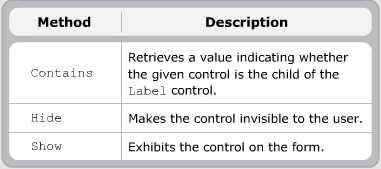 Method Description
Contains Retrieves a value indicating whether
the given control is the child of the
Label control.
Hide Makes the control invisible to the user.
Show Exhibits the control on the form.